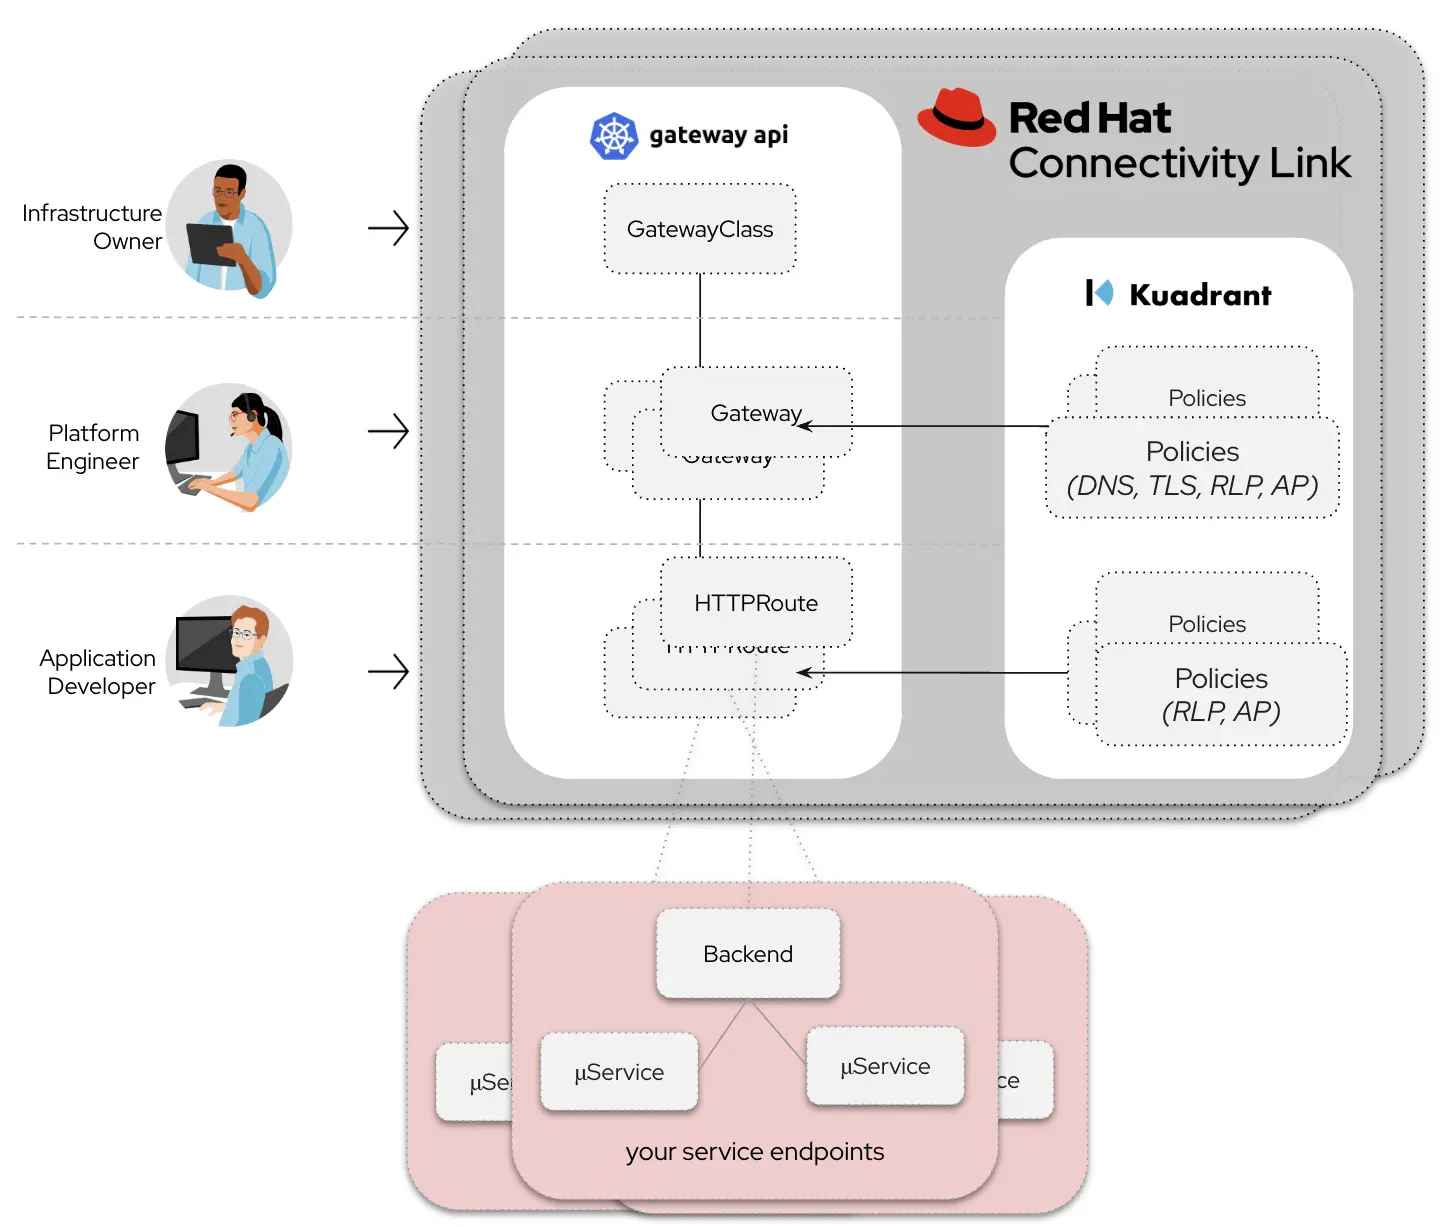 gateway api
Red Hat
Connectivity Link
Infrastructure
Owner
GatewayClass
Kuadrant
Platform
Engineer
Gateway
Gateway
Policies
Policies
(DNS, TLS, RLP, AP)
Application
Developer
HTTPRoute
HTTPRoute
Policies
Policies
(RLP, AP)
Backend
μSe
μService
μService
ce
your service endpoints